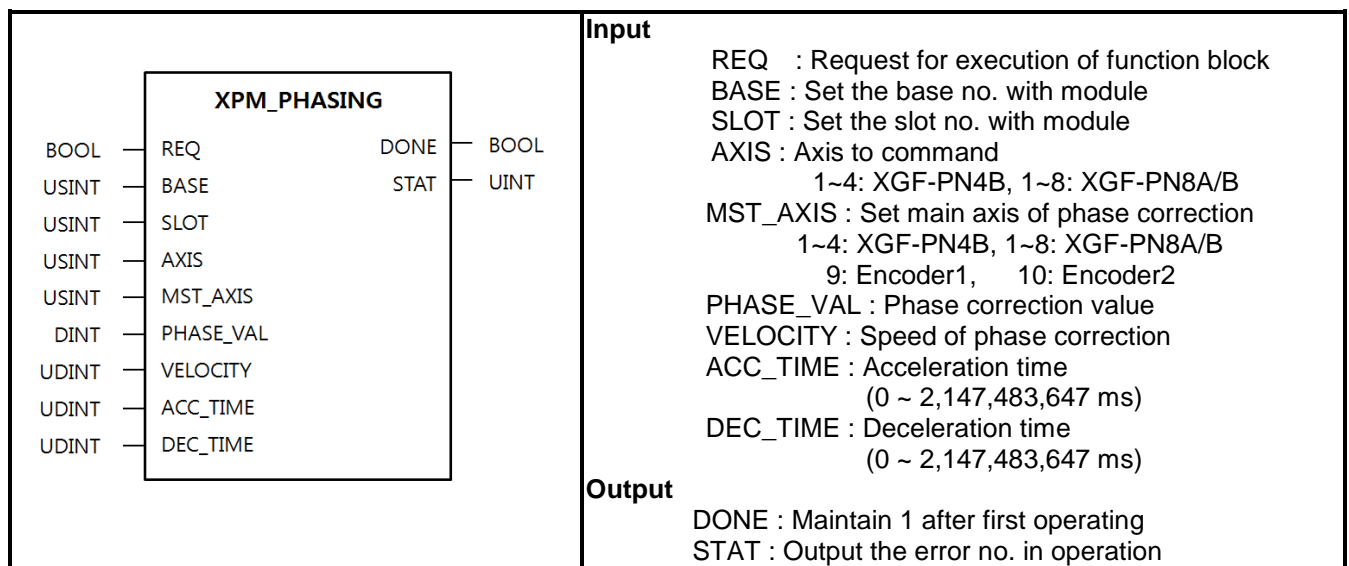 XPM_PHASING
BOOL REQ DONE BOOL
USINT BASE STAT UINT
USINT SLOT
USINT AXIS
USINT MST_AXIS
DINT PHASE_VAL
UDINT VELOCITY
UDINT ACC_TIME
UDINT DEC_TIME
Input
REQ : Request for execution of function block
BASE : Set the base no. with module
SLOT : Set the slot no. with module
AXIS : Axis to command
1~4: XGF-PN4B, 1~8: XGF-PN8A/B
MST_AXIS : Set main axis of phase correction
1~4: XGF-PN4B, 1~8: XGF-PN8A/B
9: Encoder1, 10: Encoder2
PHASE_VAL : Phase correction value
VELOCITY : Speed of phase correction
ACC_TIME : Acceleration time
(0 ~ 2,147,483,647 ms)
DEC_TIME : Deceleration time
(0 ~ 2,147,483,647 ms)
Output
DONE : Maintain 1 after first operating
STAT : Output the error no. in operation